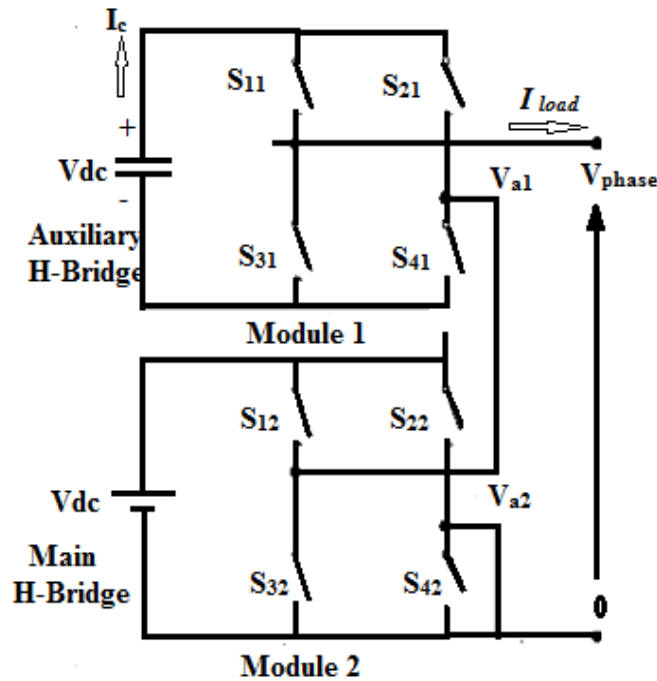 Ic
S11
S21
I load
+
Vdc
-
Va1
Vphase
Auxiliary
H-Bridge
S31
S41
Module 1
S12
S22
Vdc
Va2
Main
H-Bridge
S32
S42
0
Module 2